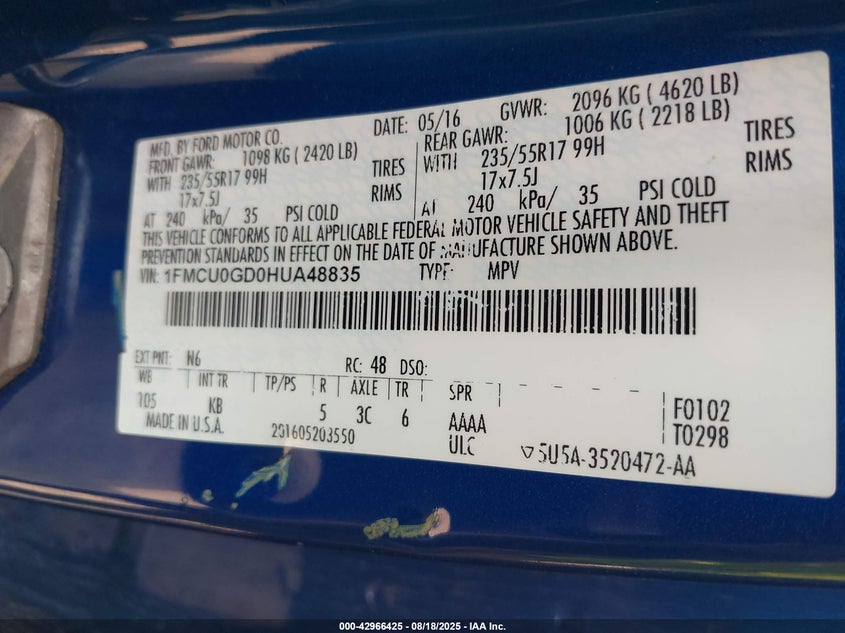 MFD. BY FORD MOTOR CO. DATE: 05/16 GVWR: 2096 KG ( 4620 LB)
FRONT GAWR: 1098 KG ( 2420 LB) REAR GAWR: 1006 KG ( 2218 LB)
WITH 235/55R17 99H TIRES WITH 235/55R17 99H TIRES
17x7.5J RIMS 17x7.5J RIMS
AT 240 kPa/ 35 PSI COLD AT 240 kPa/ 35 PSI COLD
THIS VEHICLE CONFORMS TO ALL APPLICABLE FEDERAL MOTOR VEHICLE SAFETY AND THEFT
PREVENTION STANDARDS IN EFFECT ON THE DATE OF MANUFACTURE SHOWN ABOVE.
VIN: 1FMCU0GD0HUA48835 TYPE: MPV
EXT PNT: N6 RC: 48 DSO:
WB INT TR TP/PS R AXLE TR SPR
105 KB 5 3C 6 AAAA F0102
MADE IN U.S.A. 201605203550 ULC T0298
5U5A-3520472-AA
000-42966425 - 08/18/2025 - IAA Inc.